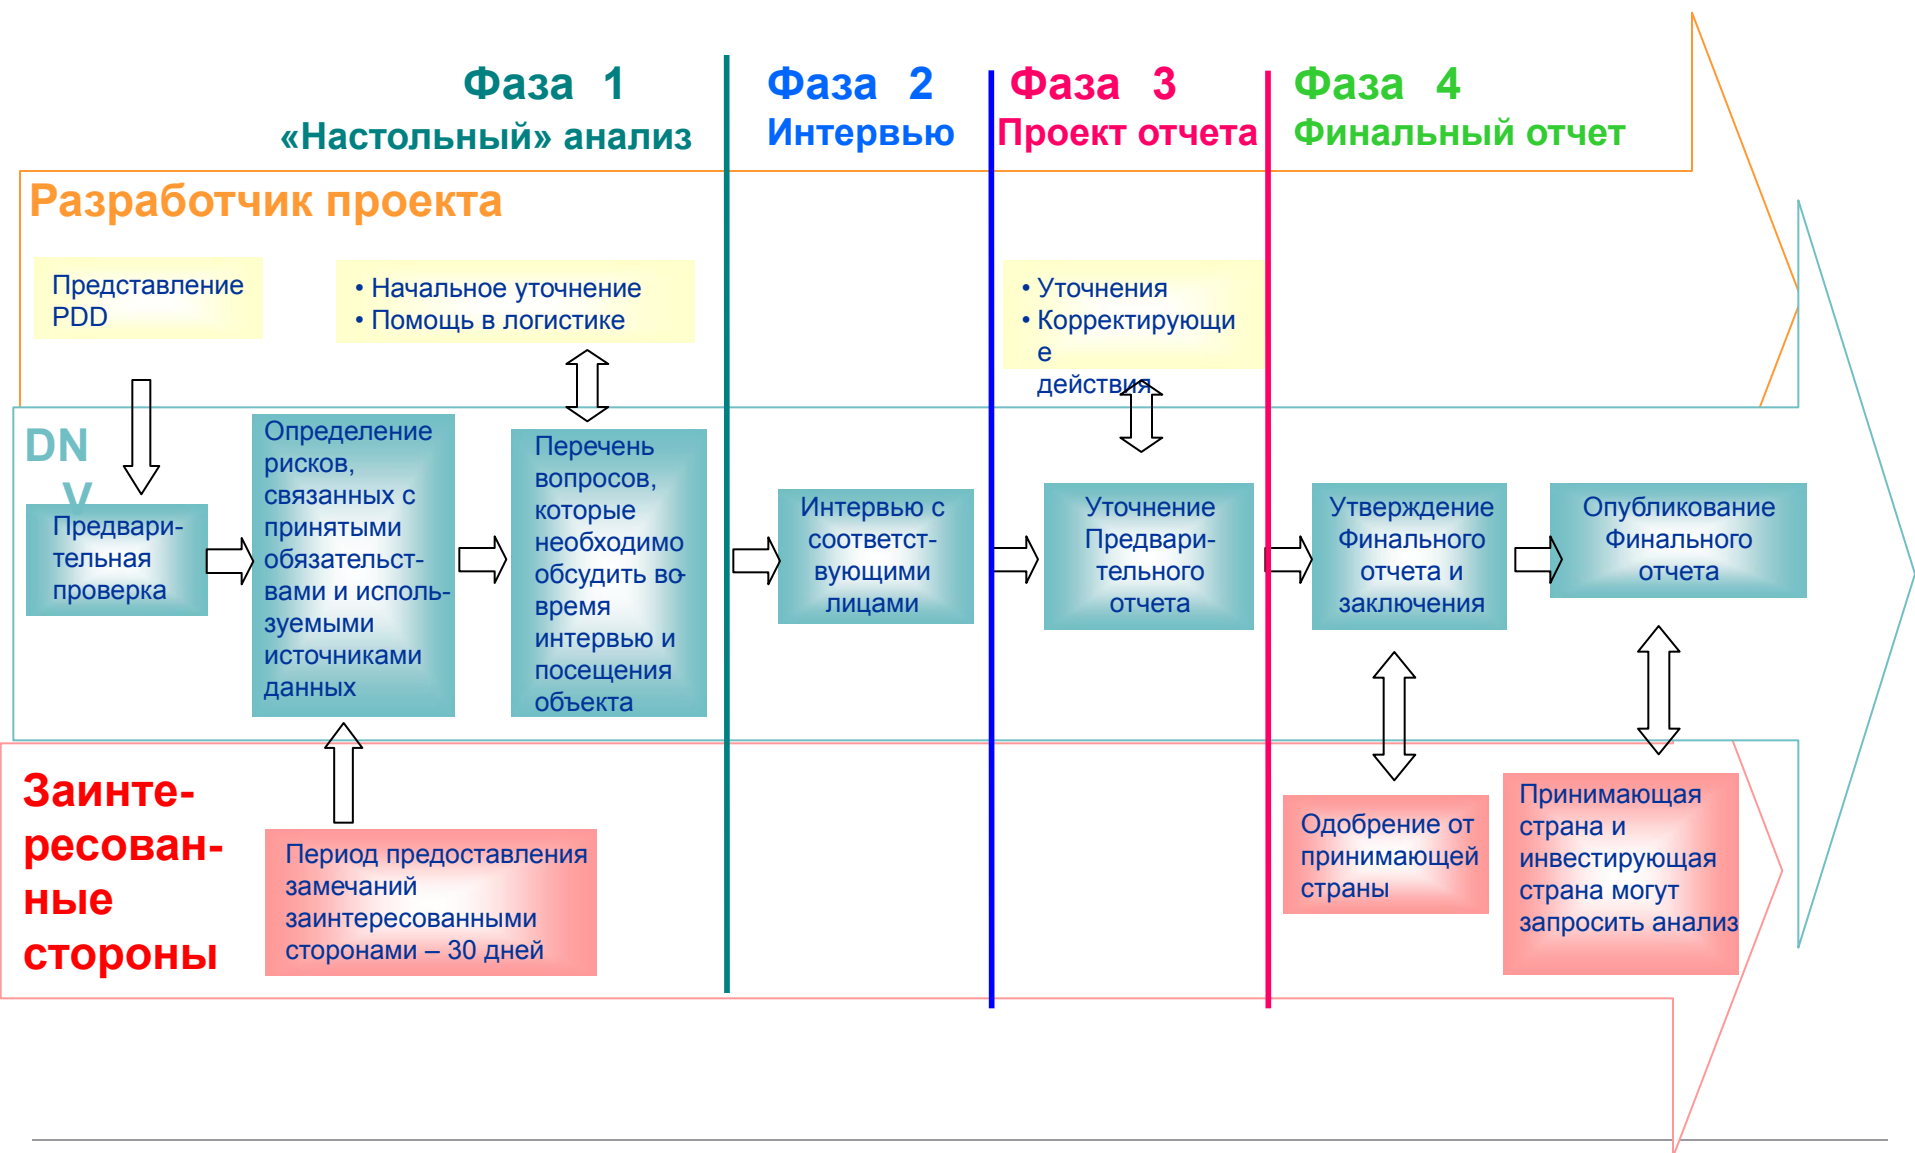 Фаза 1
«Настольный» анализ
Фаза 2
Интервью
Фаза 3
Проект отчета
Фаза 4
Финальный отчет
Разработчик проекта
Представление
PDD
• Начальное уточнение
• Помощь в логистике
• Уточнения
• Корректирующи
е
действия
DN
V
Предвари-
тельная
проверка
Определение
рисков,
связанных с
принятыми
обязательст-
вами и исполь-
зуемыми
источниками
данных
Перечень
вопросов,
которые
необходимо
обсудить во-
время
интервью и
посещения
объекта
Интервью с
соответст-
вующими
лицами
Уточнение
Предвари-
тельного
отчета
Утверждение
Финального
отчета и
заключения
Опубликование
Финального
отчета
Заинте-
ресован-
ные
стороны
Период предоставления
замечаний
заинтересованными
сторонами – 30 дней
Одобрение от
принимающей
страны
Принимающая
страна и
инвестирующая
страна могут
запросить анализ